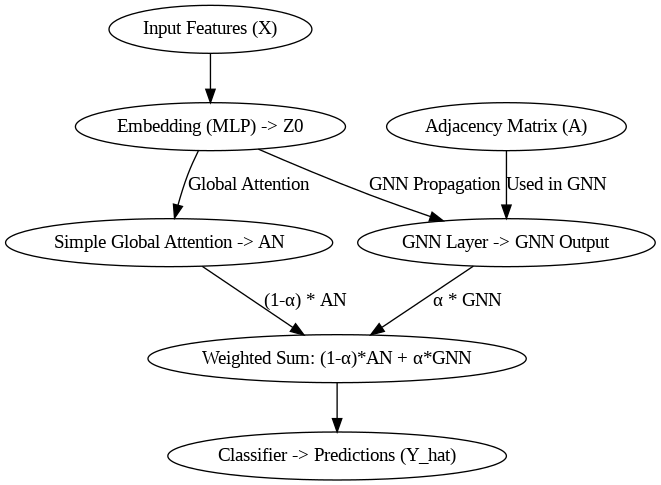 Input Features (X)
Embedding (MLP) -> Z0
Adjacency Matrix (A)
Global Attention
GNN Propagation
Used in GNN
Simple Global Attention -> AN
GNN Layer -> GNN Output
(1-α) * AN
α * GNN
Weighted Sum: (1-α)*AN + α*GNN
Classifier -> Predictions (Y_hat)